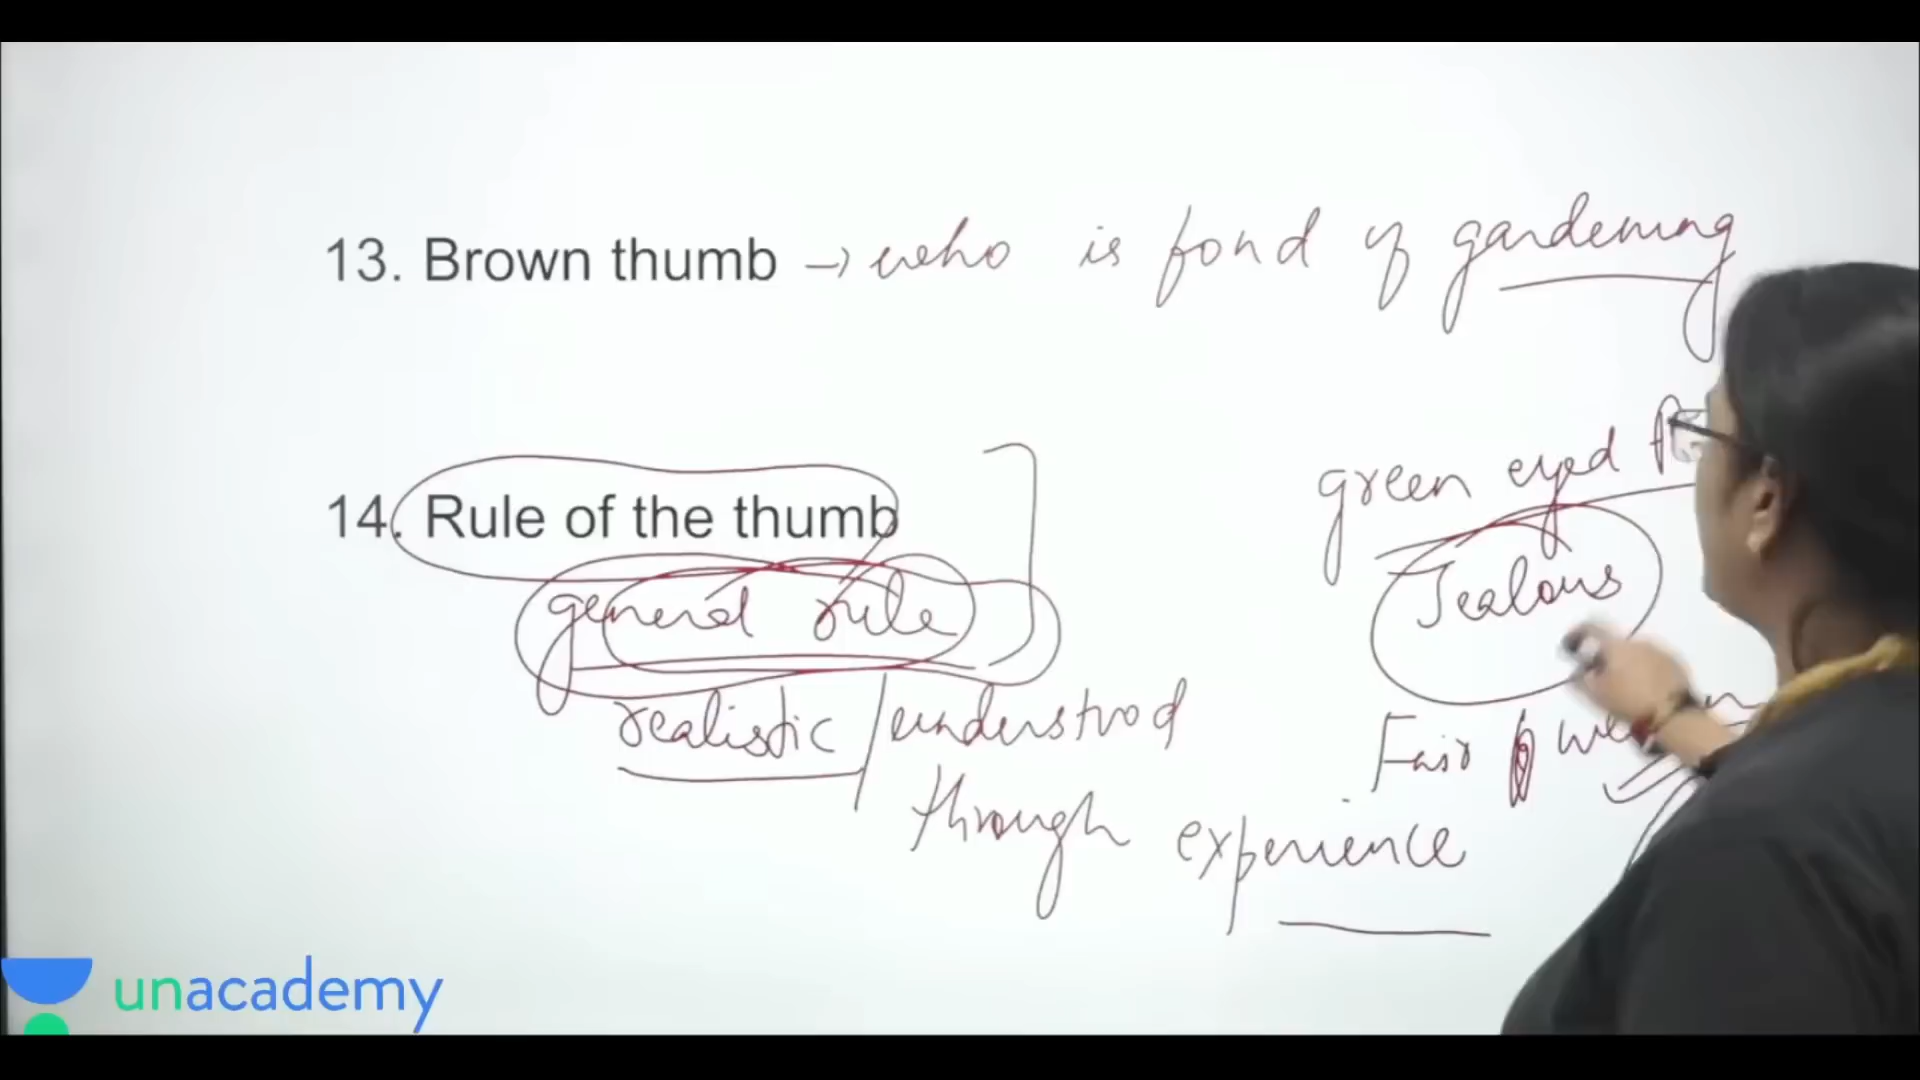 13. Brown thumb → who is fond of gardening
14. Rule of the thumb
general rule
realistic / understood
through experience
green eyed
Jealous
Fair
unacademy